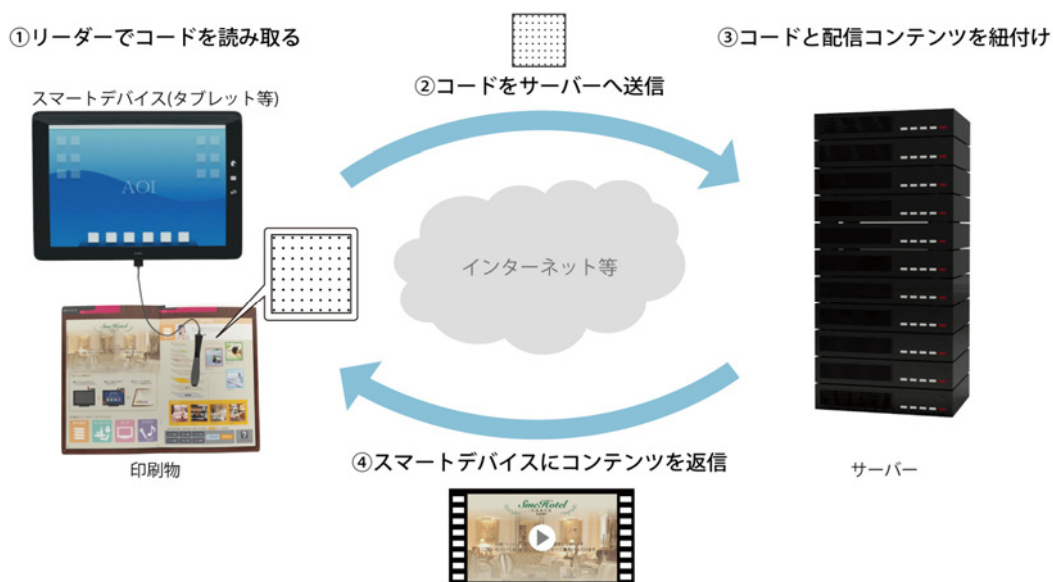 ①リーダーでコードを読み取る
②コードをサーバーへ送信
③コードと配信コンテンツを紐付け
スマートデバイス(タブレット等)
AOI
インターネット等
SmcHotel
印刷物
④スマートデバイスにコンテンツを返信
サーバー
SmcHotel